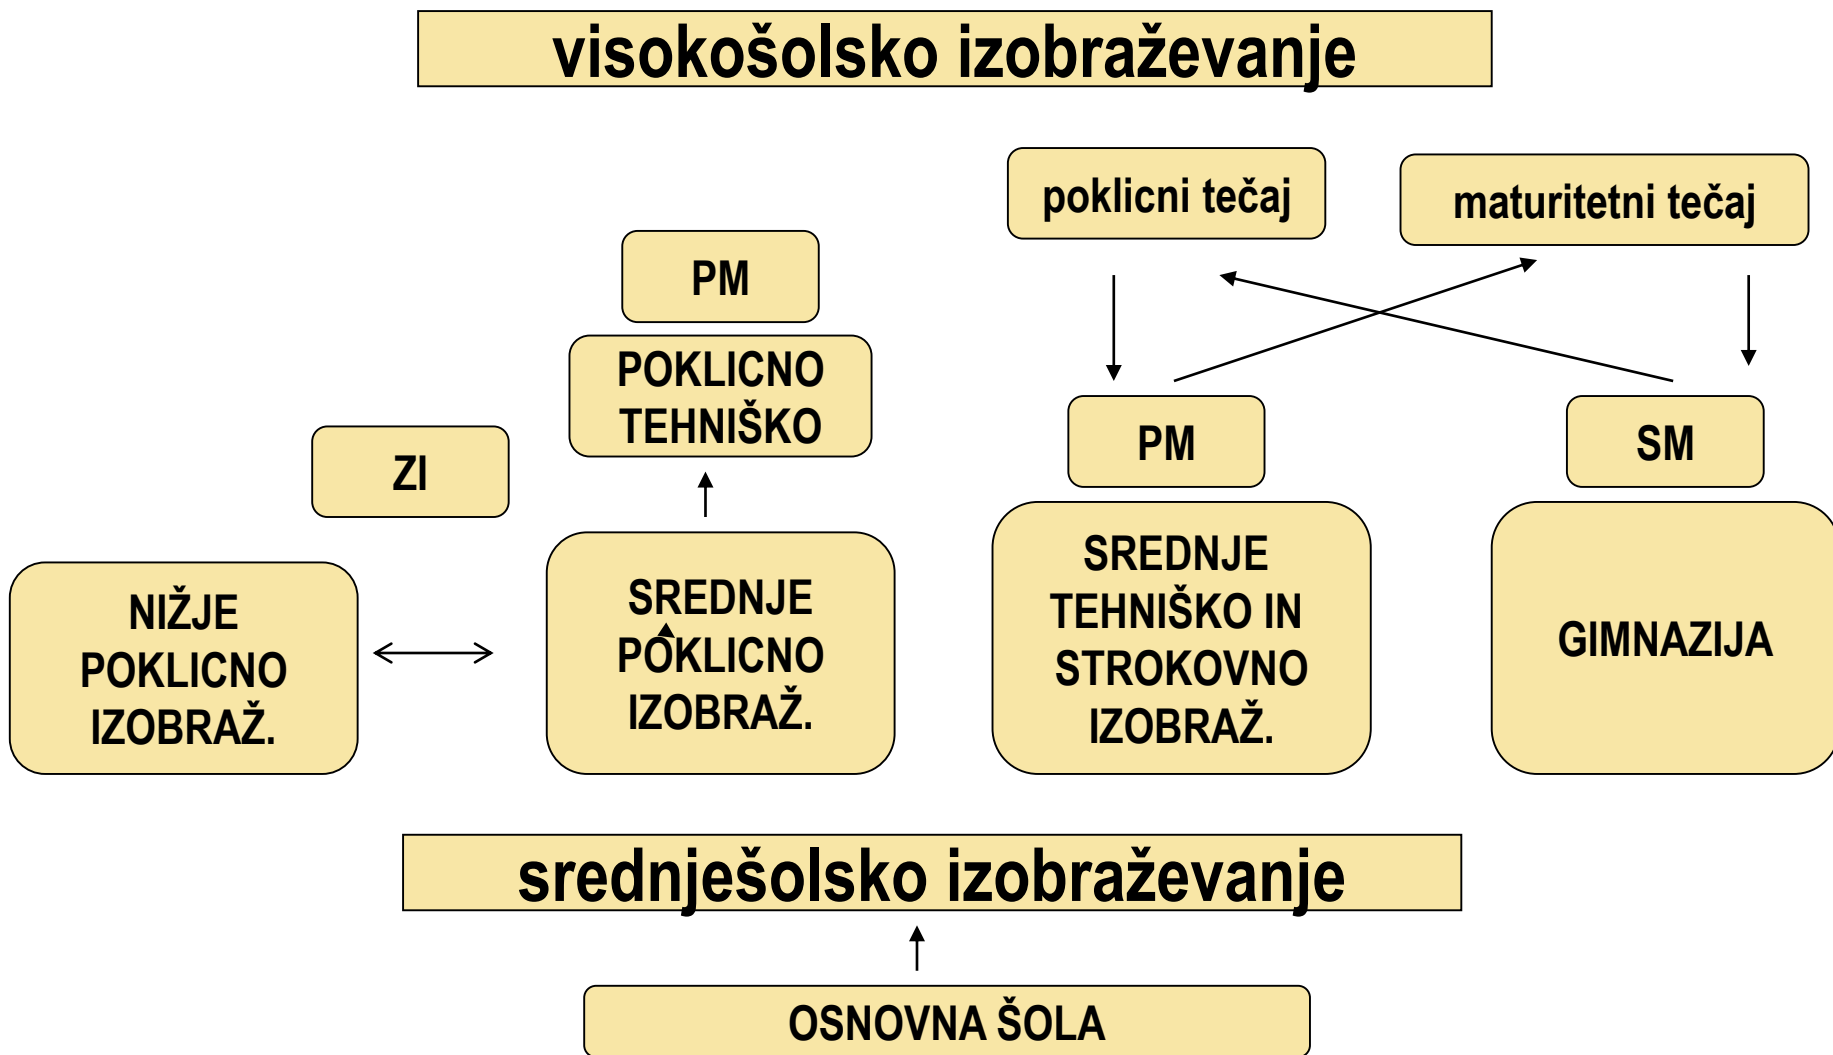 visokošolsko izobraževanje
poklicni tečaj
maturitetni tečaj
PM
POKLICNO
TEHNIŠKO
ZI
PM
SM
NIŽJE
POKLICNO
IZOBRAŽ.
SREDNJE
POKLICNO
IZOBRAŽ.
SREDNJE
TEHNIŠKO IN
STROKOVNO
IZOBRAŽ.
GIMNAZIJA
srednješolsko izobraževanje
OSNOVNA ŠOLA